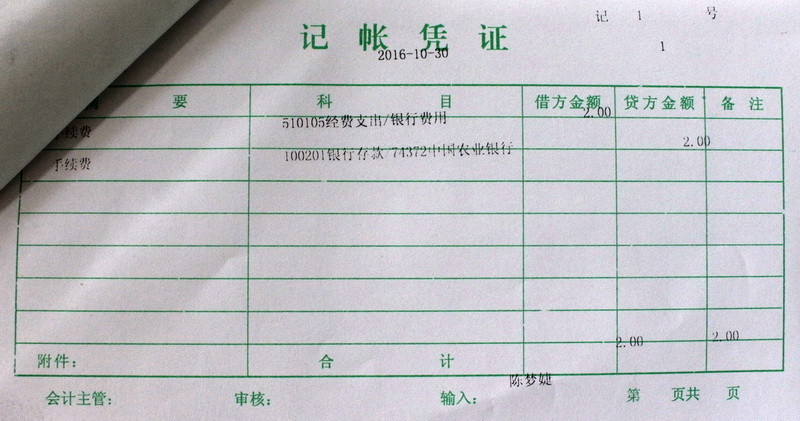 记 1 号
记帐凭证
2016-10-30
1
要 科目 借方金额 贷方金额 备注
手续费 510105经费支出/银行费用 2.00
手续费 100201银行存款/74372中国农业银行 2.00
附件: 合计 2.00 2.00
会计主管: 审核: 输入: 陈梦婕 第 页共 页